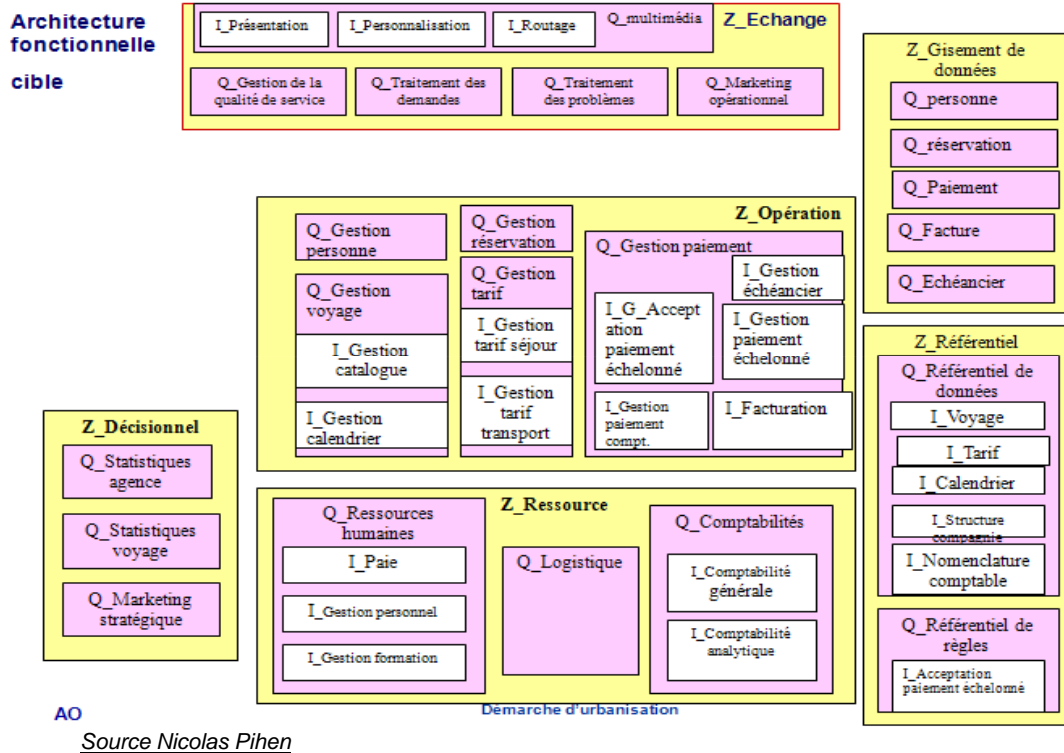 Architecture
fonctionnelle
cible
I_Présentation
I_Personnalisation
I_Routage
Q_multimédia
Z_Echange
Q_Gestion de la
qualité de service
Q_Traitement des
demandes
Q_Traitement
des problèmes
Q_Marketing
opérationnel
Z_Gisement de
données
Q_personne
Q_réservation
Q_Paiement
Q_Facture
Q_Echéancier
Z_Opération
Q_Gestion
personne
Q_Gestion
voyage
I_Gestion
catalogue
I_Gestion
calendrier
Q_Gestion
réservation
Q_Gestion
tarif
I_Gestion
tarif séjour
I_Gestion
tarif
transport
Q_Gestion paiement
I_Gestion
échéancier
I_G_Accept
ation
paiement
échelonné
I_Gestion
paiement
échelonné
I_Gestion
paiement
compt.
I_Facturation
Z_Référentiel
Q_Référentiel de
données
I_Voyage
I_Tarif
I_Calendrier
I_Structure
compagnie
I_Nomenclature
comptable
Q_Référentiel de
règles
I_Acceptation
paiement échelonné
Z_Décisionnel
Q_Statistiques
agence
Q_Statistiques
voyage
Q_Marketing
stratégique
Z_Ressource
Q_Ressources
humaines
I_Paie
I_Gestion personnel
I_Gestion formation
Q_Logistique
Q_Comptabilités
I_Comptabilité
générale
I_Comptabilité
analytique
AO
Démarche d'urbanisation
Source Nicolas Pihen